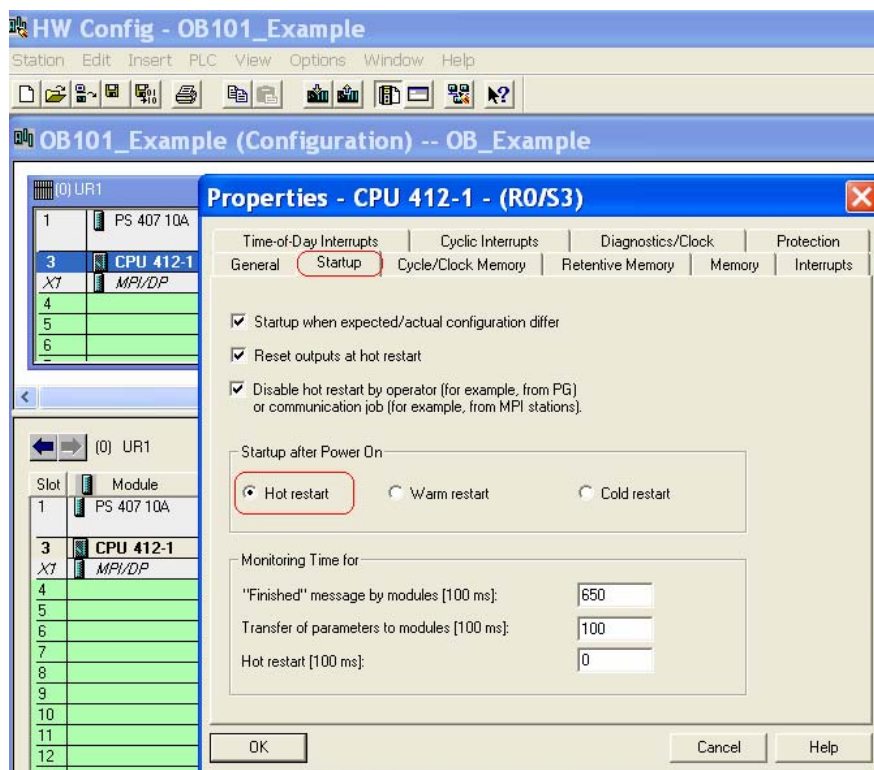 HW Config - OB101_Example
Station Edit Insert PLC View Options Window Help
OB101_Example (Configuration) -- OB_Example
(0) UR1
1 PS 407 10A
3 CPU 412-1
X1 MPI/DP
4
5
6
Properties - CPU 412-1 - (R0/S3)
Time-of-Day Interrupts Cyclic Interrupts Diagnostics/Clock Protection
General Startup Cycle/Clock Memory Retentive Memory Memory Interrupts
Startup when expected/actual configuration differ
Reset outputs at hot restart
Disable hot restart by operator (for example, from PG)
or communication job (for example, from MPI stations).
Startup after Power On
Hot restart Warm restart Cold restart
Monitoring Time for
"Finished" message by modules [100 ms]: 650
Transfer of parameters to modules [100 ms]: 100
Hot restart [100 ms]: 0
OK Cancel Help
(0) UR1
Slot Module
1 PS 407 10A
3 CPU 412-1
X1 MPI/DP
4
5
6
7
8
9
10
11
12